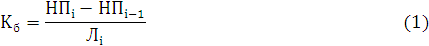 Кб = (НПi − НПi−1) / Лi (1)